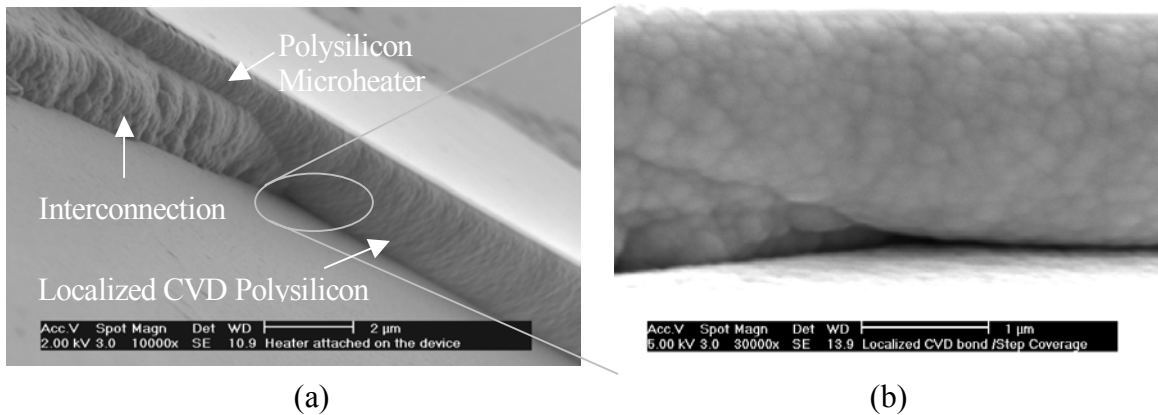 Polysilicon
Microheater
Interconnection
Localized CVD Polysilicon
Acc.V Spot Magn Det WD 2 µm
2.00 kV 3.0 10000x SE 10.9 Heater attached on the device
Acc.V Spot Magn Det WD 1 µm
5.00 kV 3.0 30000x SE 13.9 Localized CVD bond /Step Coverage
(a)
(b)